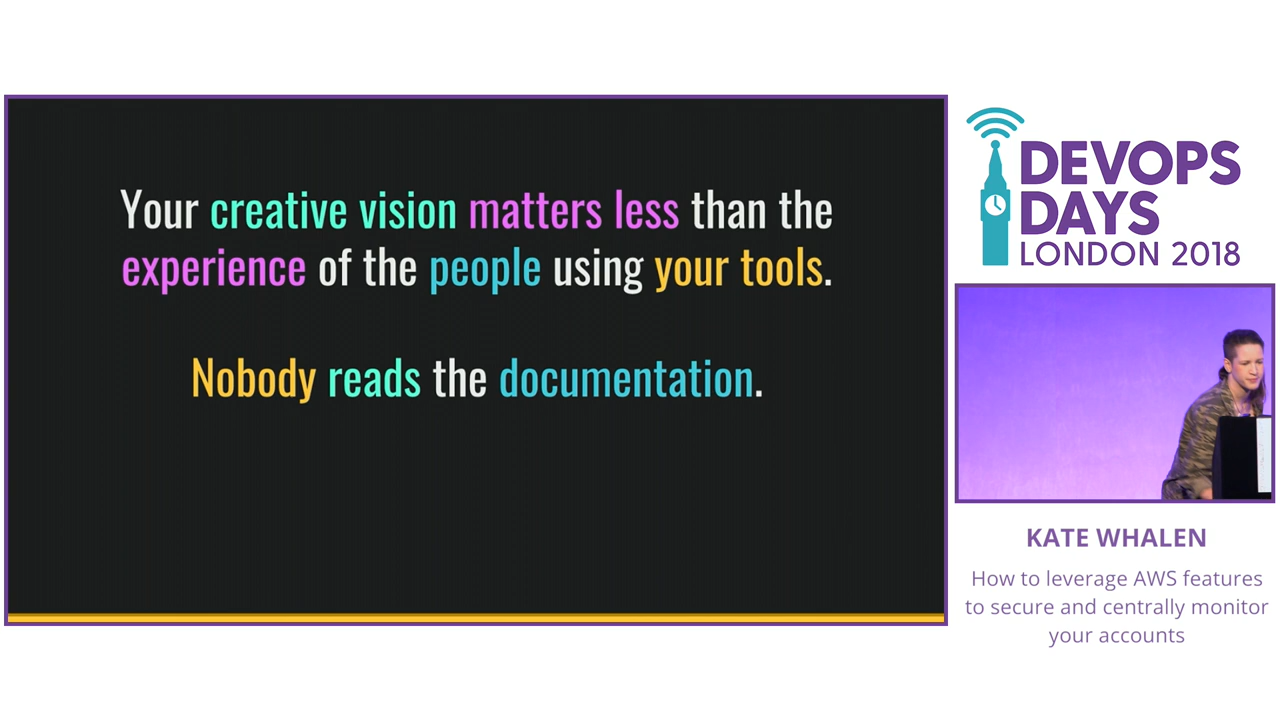 Your creative vision matters less than the
experience of the people using your tools.
Nobody reads the documentation.
DEVOPS
DAYS
LONDON 2018
KATE WHALEN
How to leverage AWS features
to secure and centrally monitor
your accounts